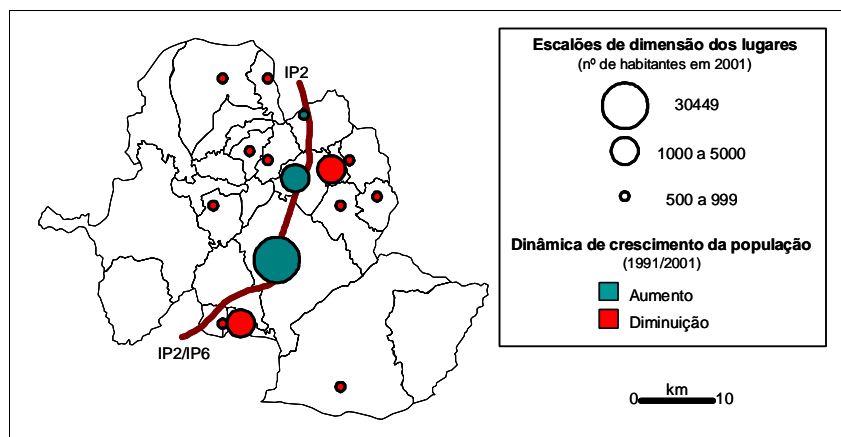 IP2
IP2/IP6
Escalões de dimensão dos lugares
(nº de habitantes em 2001)
30449
1000 a 5000
500 a 999
Dinâmica de crescimento da população
(1991/2001)
Aumento
Diminuição
km
0 10